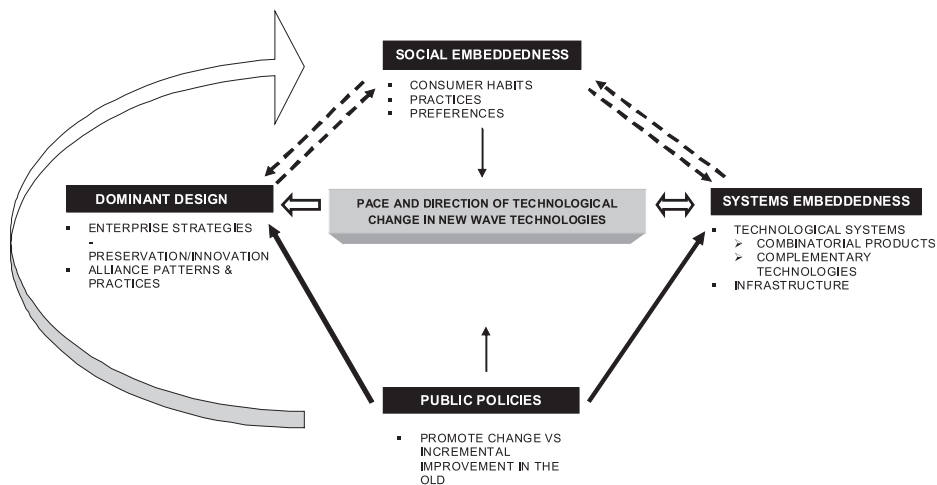 SOCIAL EMBEDDEDNESS
▪ CONSUMER HABITS
▪ PRACTICES
▪ PREFERENCES
DOMINANT DESIGN
▪ ENTERPRISE STRATEGIES
-
PRESERVATION/INNOVATION
▪ ALLIANCE PATTERNS &
PRACTICES
PACE AND DIRECTION OF TECHNOLOGICAL
CHANGE IN NEW WAVE TECHNOLOGIES
SYSTEMS EMBEDDEDNESS
▪ TECHNOLOGICAL SYSTEMS
➢ COMBINATORIAL PRODUCTS
➢ COMPLEMENTARY
TECHNOLOGIES
▪ INFRASTRUCTURE
PUBLIC POLICIES
▪ PROMOTE CHANGE VS
INCREMENTAL
IMPROVEMENT IN THE
OLD